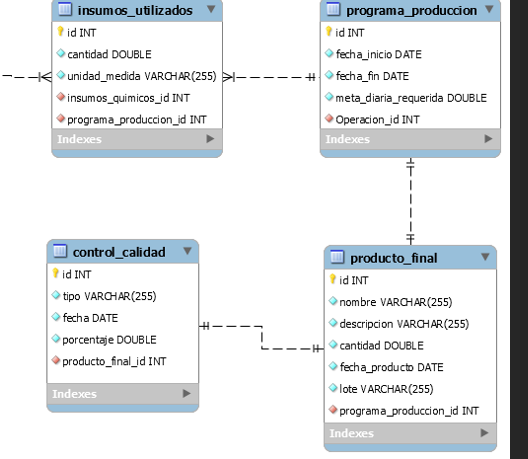 insumos_utilizados
id INT
cantidad DOUBLE
unidad_medida VARCHAR(255)
insumos_quimicos_id INT
programa_produccion_id INT
Indexes
programa_produccion
id INT
fecha_inicio DATE
fecha_fin DATE
meta_diaria_requerida DOUBLE
Operacion_id INT
Indexes
control_calidad
id INT
tipo VARCHAR(255)
fecha DATE
porcentaje DOUBLE
producto_final_id INT
Indexes
producto_final
id INT
nombre VARCHAR(255)
descripcion VARCHAR(255)
cantidad DOUBLE
fecha_producto DATE
lote VARCHAR(255)
programa_produccion_id INT
Indexes